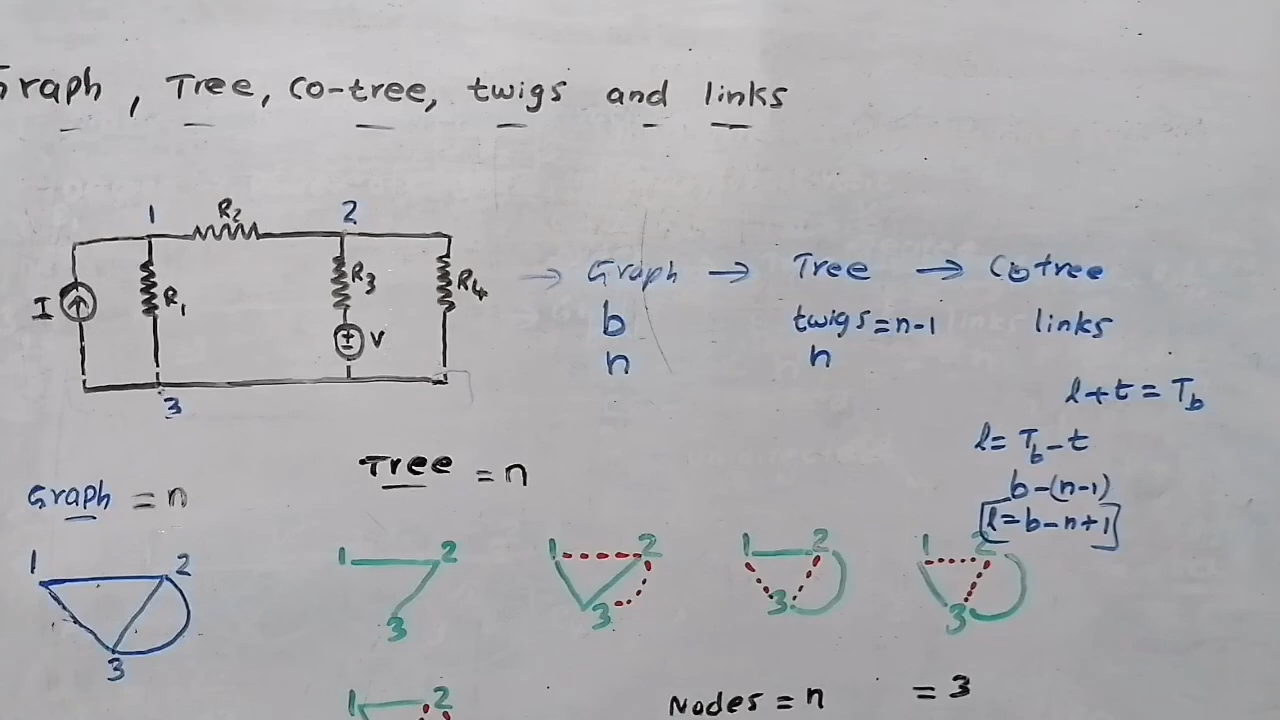 Graph, Tree, Co-tree, twigs and links
1 R2 2
I R1 R3 V R4
3
→ Graph → Tree → Cotree
b twigs=n-1 links
n n
l+t=Tb
l=Tb-t
b-(n-1)
[l=b-n+1]
Tree = n
Graph = n
1 2 3
1 2 3
1 2 3
1 2 3
1 2 3
1 2
Nodes = n = 3